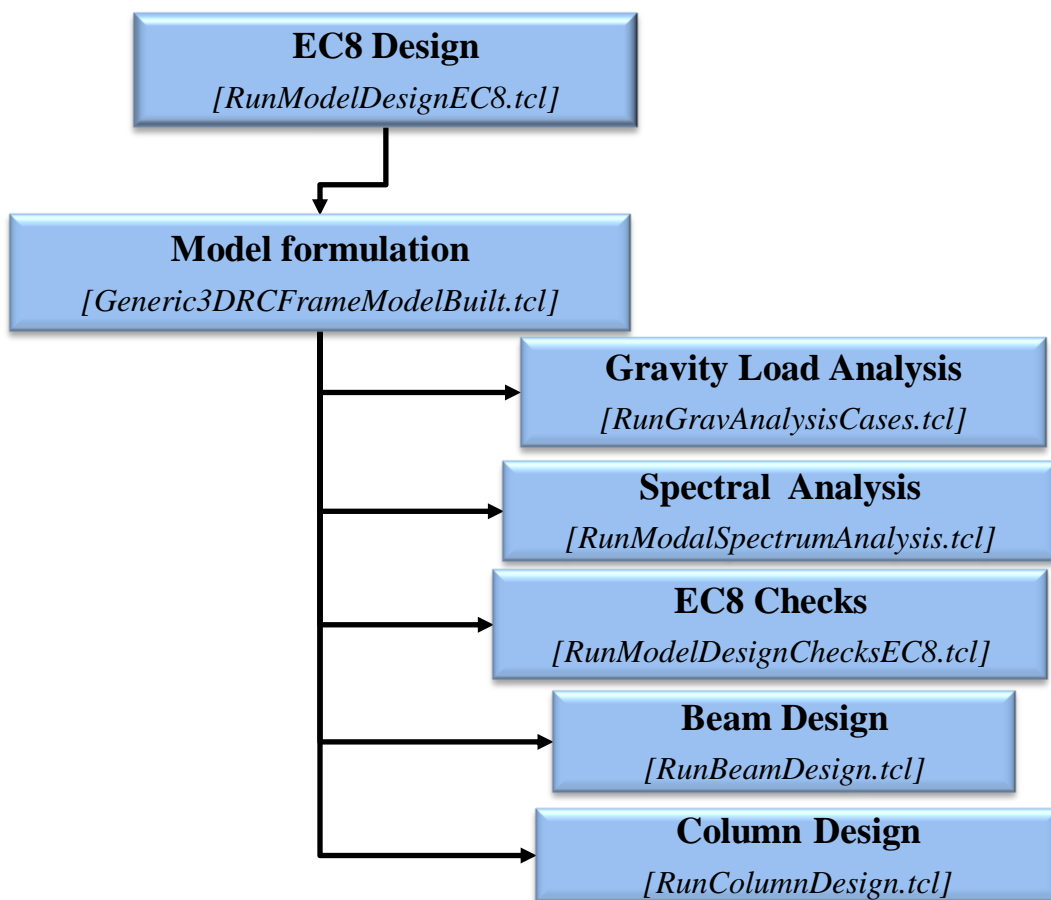 EC8 Design
[RunModelDesignEC8.tcl]
Model formulation
[Generic3DRCFrameModelBuilt.tcl]
Gravity Load Analysis
[RunGravAnalysisCases.tcl]
Spectral Analysis
[RunModalSpectrumAnalysis.tcl]
EC8 Checks
[RunModelDesignChecksEC8.tcl]
Beam Design
[RunBeamDesign.tcl]
Column Design
[RunColumnDesign.tcl]